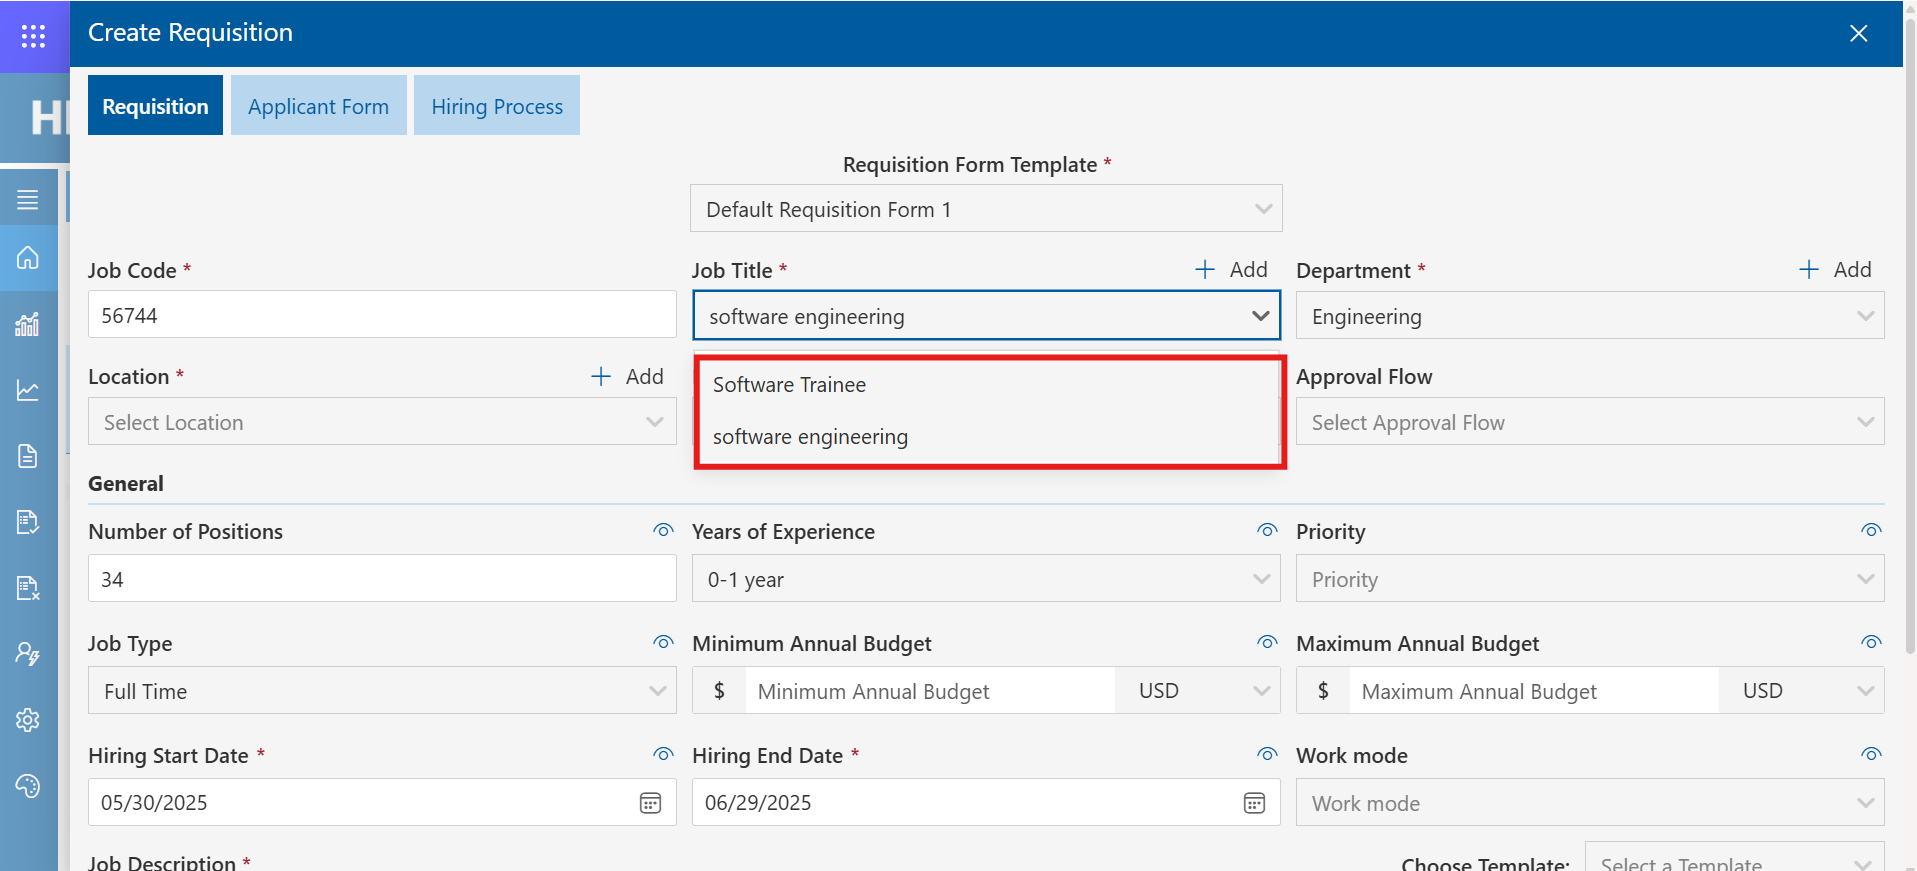 Create Requisition
H
Requisition Applicant Form Hiring Process
Requisition Form Template *
Default Requisition Form 1
Job Code * Job Title * Add Department * Add
56744 software engineering Engineering
Location * Add Software Trainee Approval Flow
Select Location software engineering Select Approval Flow
General
Number of Positions Years of Experience Priority
34 0-1 year Priority
Job Type Minimum Annual Budget Maximum Annual Budget
Full Time $ Minimum Annual Budget USD $ Maximum Annual Budget USD
Hiring Start Date * Hiring End Date * Work mode
05/30/2025 06/29/2025 Work mode
Job Description * Choose Template: Select a Template